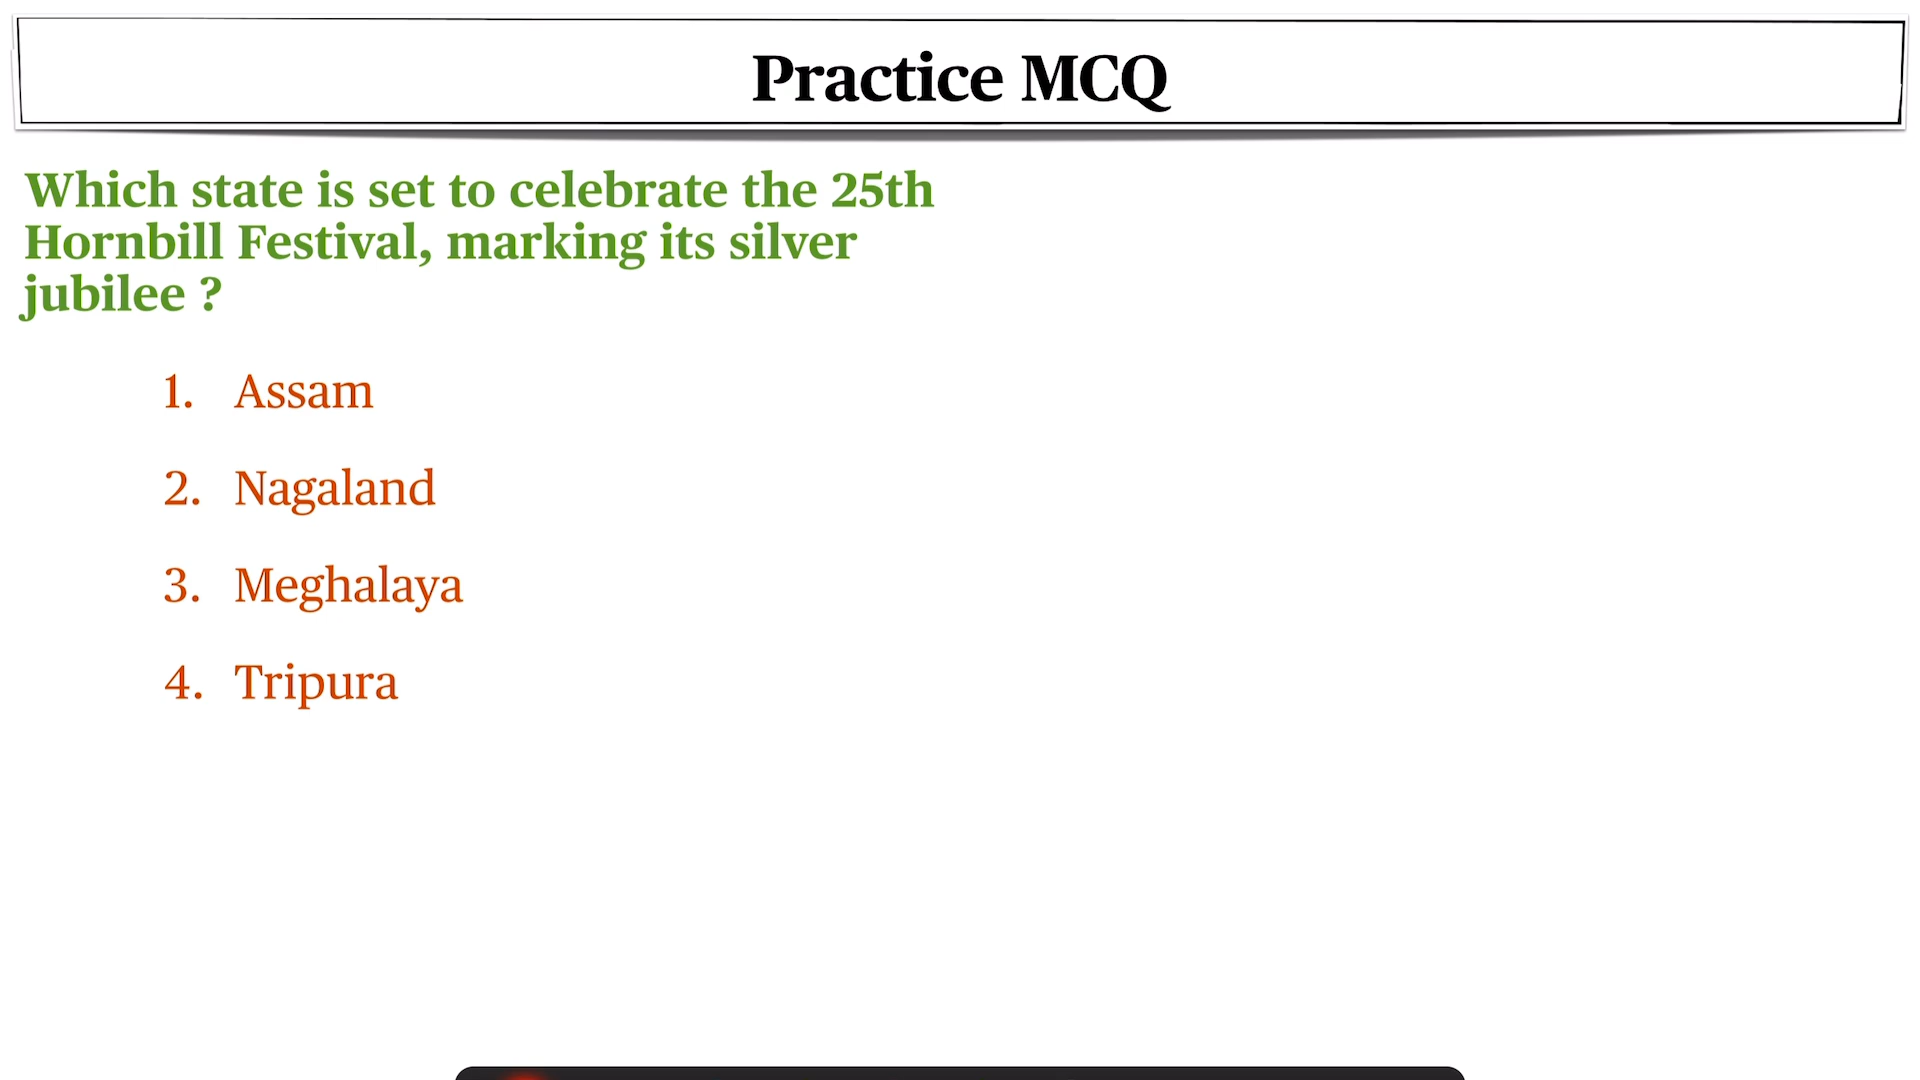 Practice MCQ
Which state is set to celebrate the 25th
Hornbill Festival, marking its silver
jubilee ?
1. Assam
2. Nagaland
3. Meghalaya
4. Tripura